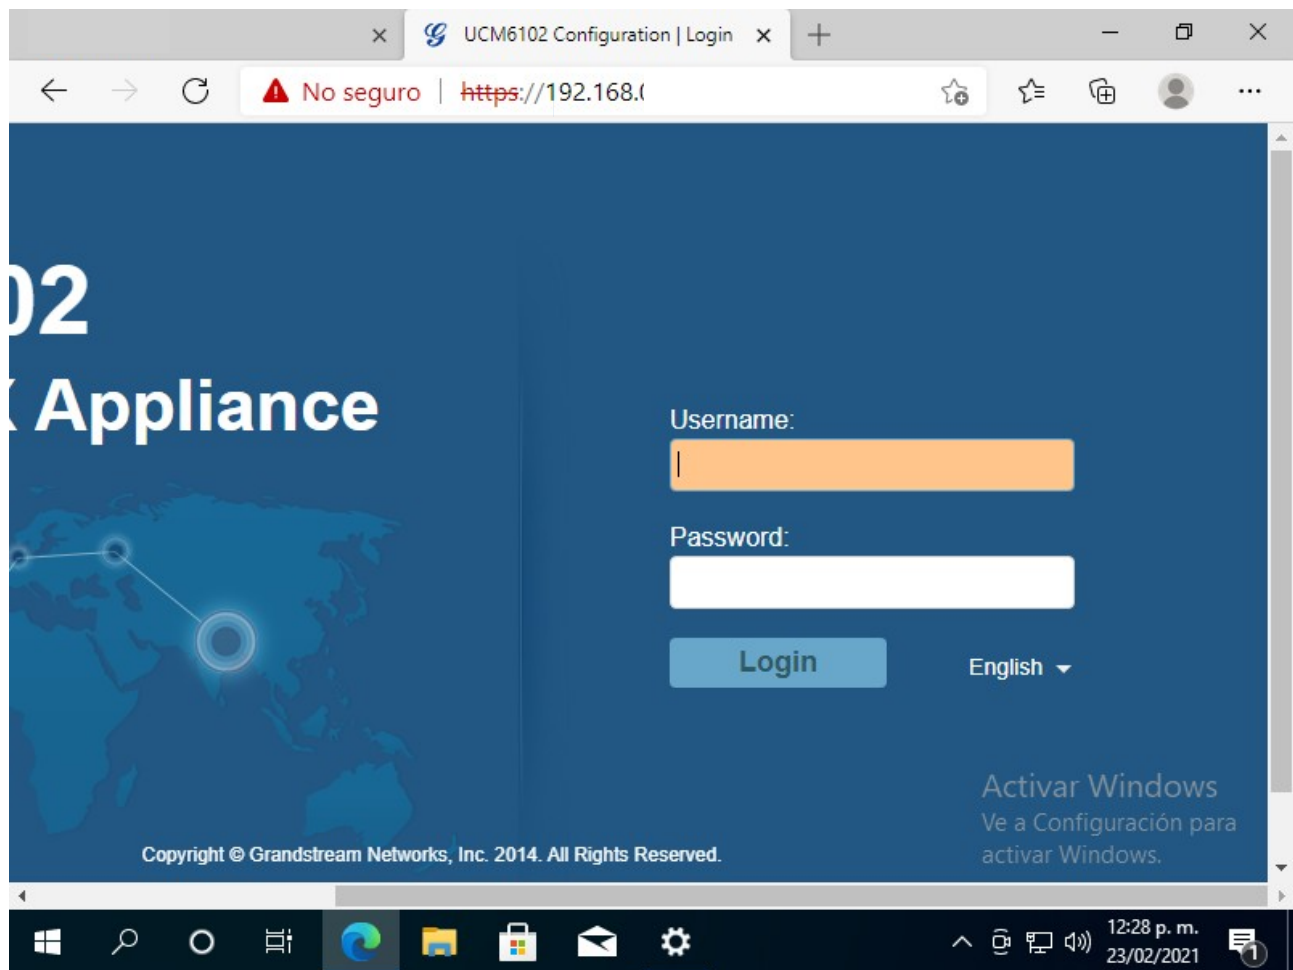 UCM6102 Configuration | Login
No seguro | https://192.168.
02
Appliance
Username:
Password:
Login
English
Activar Windows
Ve a Configuración para
activar Windows.
Copyright © Grandstream Networks, Inc. 2014. All Rights Reserved.
12:28 p. m.
23/02/2021
1